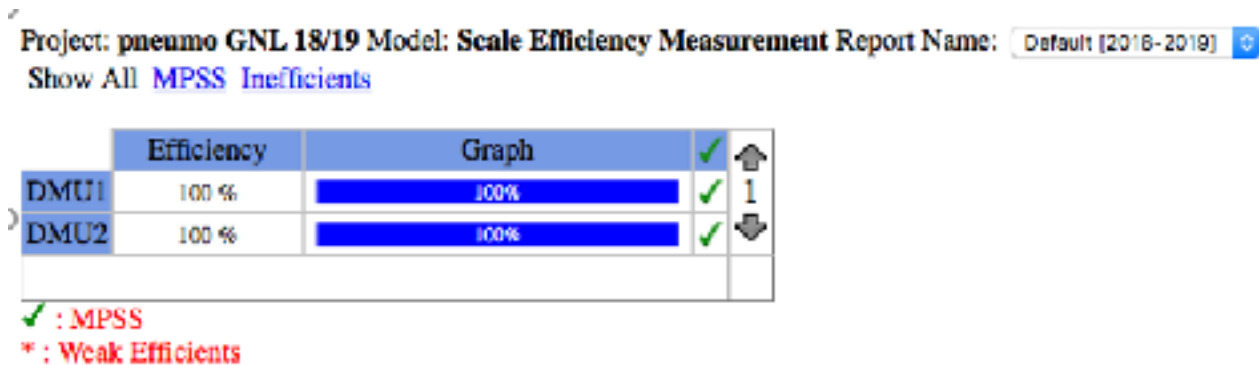 Project: pneumo GNL 18/19 Model: Scale Efficiency Measurement Report Name: Default [2018-2019]
Show All MPSS Inefficients
Efficiency Graph ✓
DMU1 100 % 100% ✓ 1
DMU2 100 % 100% ✓
✓ : MPSS
* : Weak Efficients